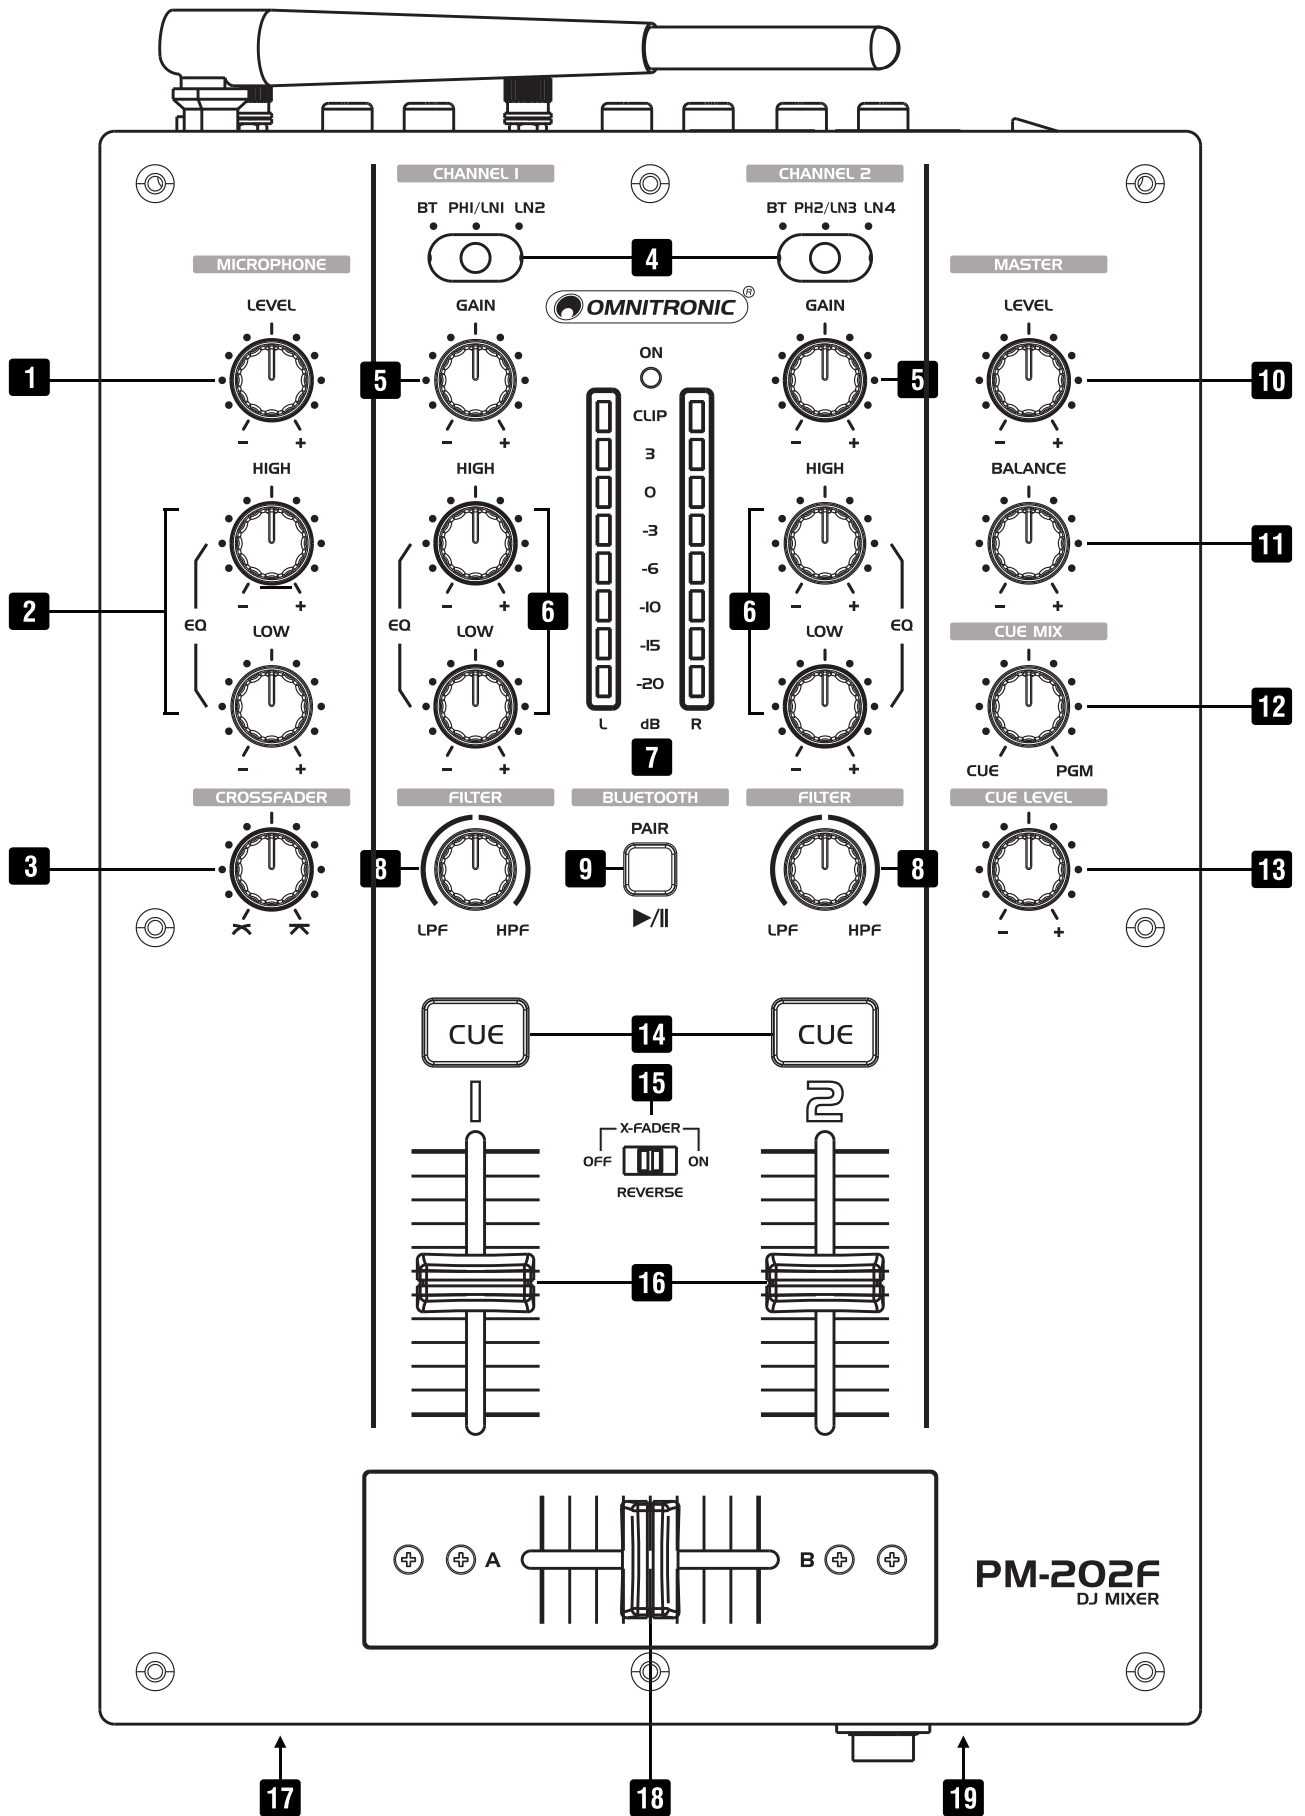 CHANNEL 1
CHANNEL 2
BT PH1/LN1 LN2
BT PH2/LN3 LN4
4
MICROPHONE
MASTER
LEVEL
GAIN
OMNITRONIC®
GAIN
LEVEL
ON
1
5
5
10
CLIP
- +
- +
- +
- +
3
HIGH
HIGH
HIGH
BALANCE
0
-3
11
-6
2
6
6
- +
- +
-10
- +
- +
EQ
EQ
EQ
LOW
LOW
LOW
CUE MIX
-15
-20
12
L dB R
7
- +
- +
- +
CUE PGM
CROSSFADER
FILTER
BLUETOOTH
FILTER
CUE LEVEL
PAIR
3
8
9
8
13
▶/II
LPF HPF
LPF HPF
- +
CUE
14
CUE
15
1
2
X-FADER
OFF ON
REVERSE
16
A B
PM-202F
DJ MIXER
17
18
19